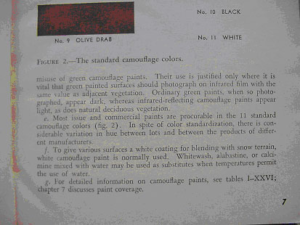 No. 10 BLACK
No. 9 OLIVE DRAB
No. 11 WHITE
FIGURE 2.—The standard camouflage colors.
misuse of green camouflage paints. Their use is justified only where it is
vital that green painted surfaces should photograph on infrared film with the
same value as adjacent vegetation. Ordinary green paints, when so photo-
graphed, appear dark, whereas infrared-reflecting camouflage paints appear
light, as does natural deciduous vegetation.
e. Most issue and commercial paints are procurable in the 11 standard
camouflage colors (fig. 2). In spite of color standardization, there is con-
siderable variation in hue between lots and between the products of differ-
ent manufacturers.
f. To give various surfaces a white coating for blending with snow terrain,
white camouflage paint is normally used. Whitewash, alabastine, or calci-
mine mixed with water may be used as substitutes when temperatures permit
the use of water.
g. For detailed information on camouflage paints, see tables I–XXVI;
chapter 7 discusses paint coverage.
7